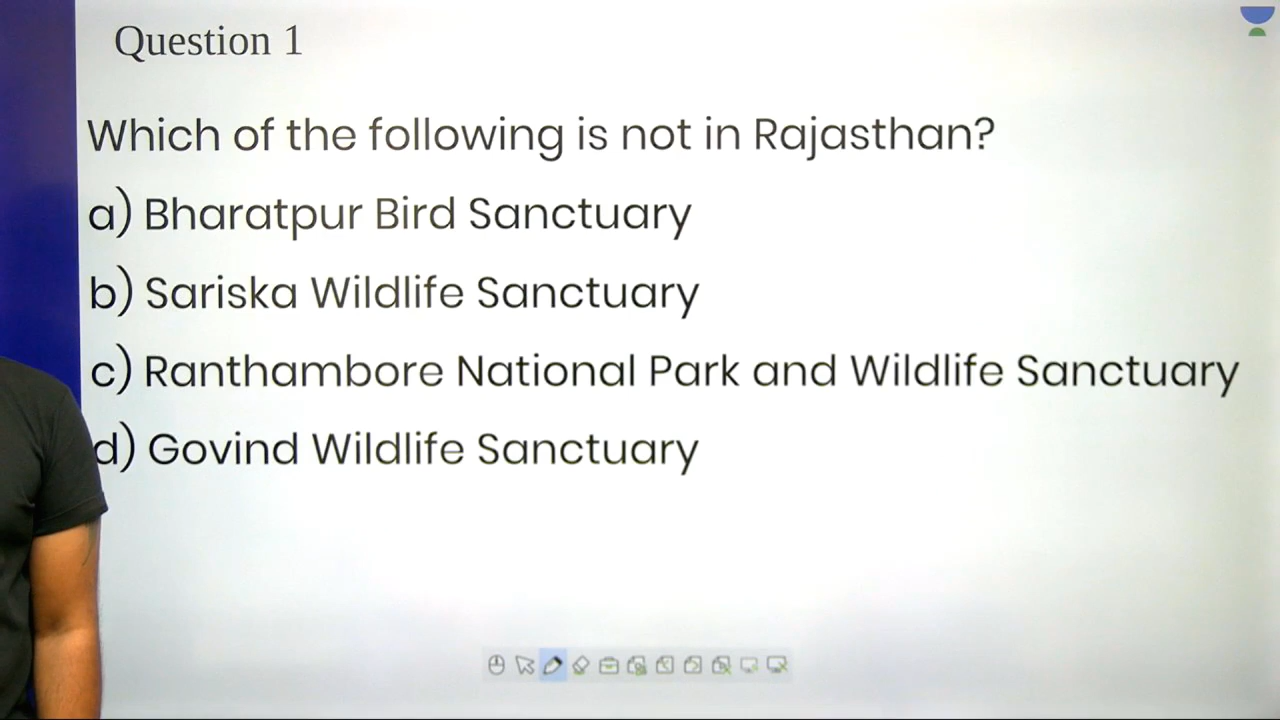 Question 1
Which of the following is not in Rajasthan?
a) Bharatpur Bird Sanctuary
b) Sariska Wildlife Sanctuary
c) Ranthambore National Park and Wildlife Sanctuary
d) Govind Wildlife Sanctuary